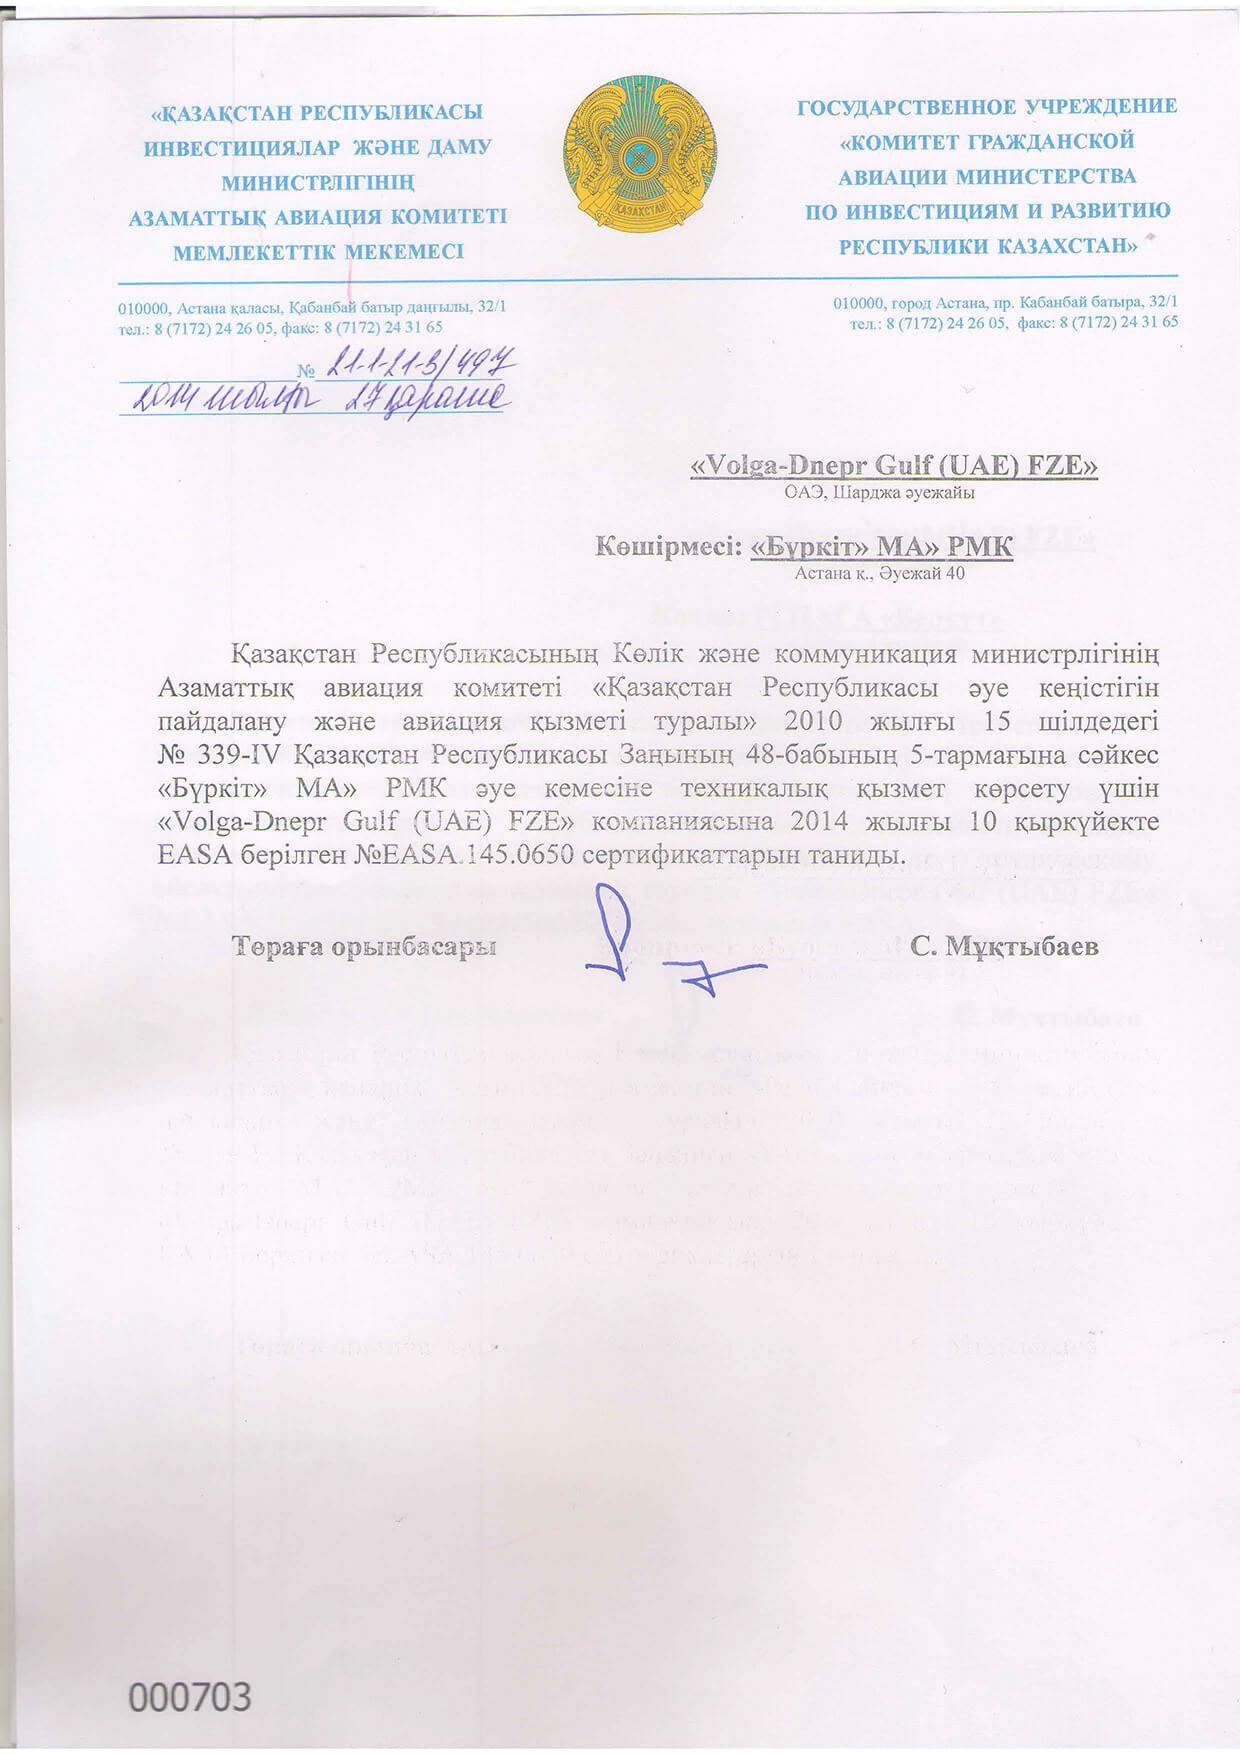 «ҚАЗАҚСТАН РЕСПУБЛИКАСЫ
ИНВЕСТИЦИЯЛАР ЖӘНЕ ДАМУ
МИНИСТРЛІГІНІҢ
АЗАМАТТЫҚ АВИАЦИЯ КОМИТЕТІ
МЕМЛЕКЕТТІК МЕКЕМЕСІ
ҚАЗАҚСТАН
ГОСУДАРСТВЕННОЕ УЧРЕЖДЕНИЕ
«КОМИТЕТ ГРАЖДАНСКОЙ
АВИАЦИИ МИНИСТЕРСТВА
ПО ИНВЕСТИЦИЯМ И РАЗВИТИЮ
РЕСПУБЛИКИ КАЗАХСТАН»
010000, Астана қаласы, Қабанбай батыр даңғылы, 32/1
тел.: 8 (7172) 24 26 05, факс: 8 (7172) 24 31 65
010000, город Астана, пр. Кабанбай батыра, 32/1
тел.: 8 (7172) 24 26 05, факс: 8 (7172) 24 31 65
№ 21-1-21-3/497
2014 жылғы 27 қараша
«Volga-Dnepr Gulf (UAE) FZE»
ОАЭ, Шарджа әуежайы
Көшірмесі: «Бүркіт» МА» РМК
Астана қ., Әуежай 40
Қазақстан Республикасының Көлік және коммуникация министрлігінің
Азаматтық авиация комитеті «Қазақстан Республикасы әуе кеңістігін
пайдалану және авиация қызметі туралы» 2010 жылғы 15 шілдедегі
№ 339-IV Қазақстан Республикасы Заңының 48-бабының 5-тармағына сәйкес
«Бүркіт» МА» РМК әуе кемесіне техникалық қызмет көрсету үшін
«Volga-Dnepr Gulf (UAE) FZE» компаниясына 2014 жылғы 10 қыркүйекте
EASA берілген №EASA.145.0650 сертификаттарын таниды.
Төраға орынбасары С. Мұқтыбаев
000703